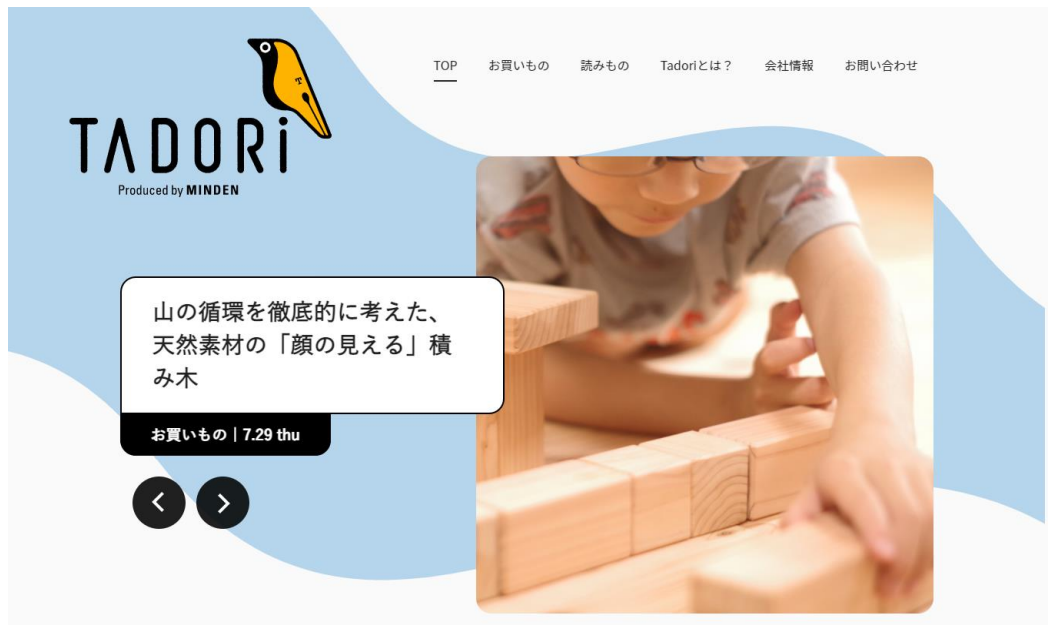 TADORi
Produced by MINDEN
TOP お買いもの 読みもの Tadoriとは？ 会社情報 お問い合わせ
山の循環を徹底的に考えた、
天然素材の「顔の見える」積
み木
お買いもの｜7.29 thu